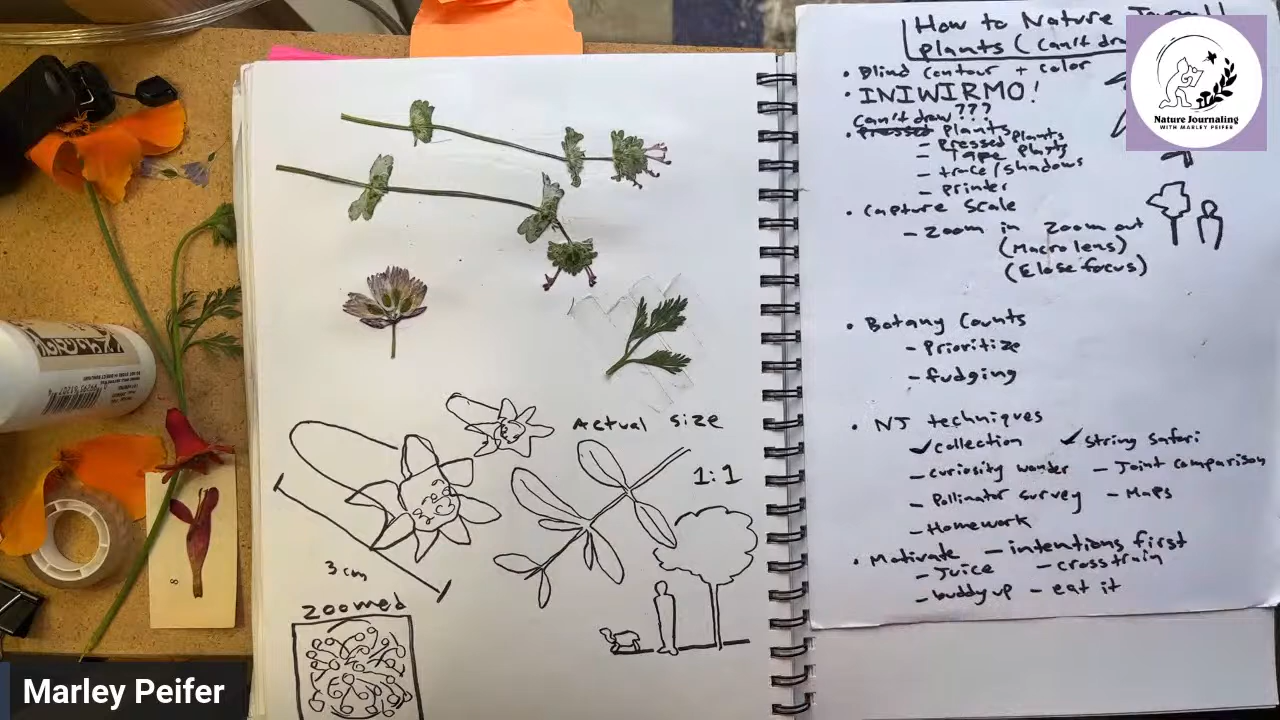 How to Nature
plants (can't
• Blind contour + color
• INIWIRMO!
can't draw???
• Pressed Plants
- Pressed Plants
- Tape plants
- trace/shadows
- printer
• Capture Scale
- zoom in zoom out
(Macro lens)
(Close focus)
• Botany Counts
- Prioritize
- fudging
• NJ techniques
✓collection ✓ String safari
- curiosity wonder - Joint comparison
- Pollinator survey - Maps
- Homework
• Motivate - intentions first
- Juice - crosstrain
- buddy up - eat it
Actual size
1:1
3 cm
zoomed
8
Nature Journaling
WITH MARLEY PEIFER
Marley Peifer